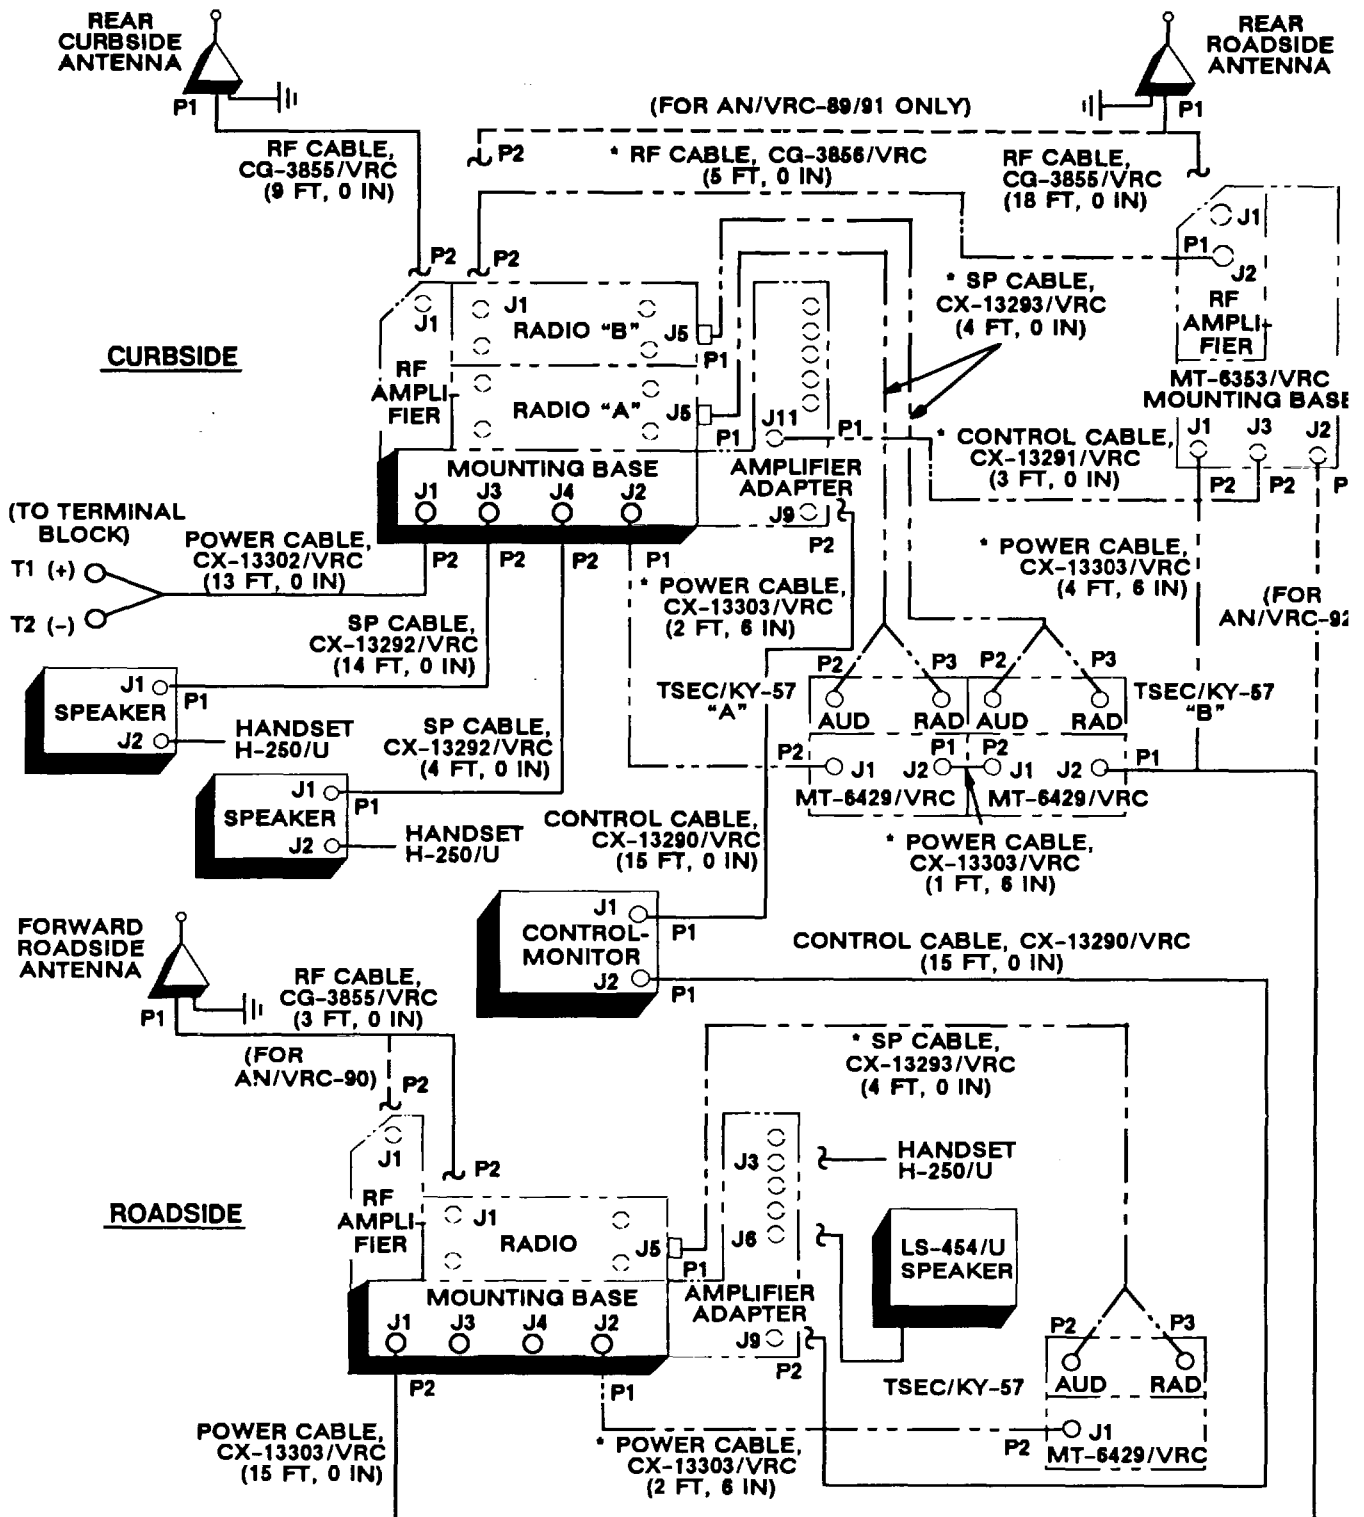 REAR
CURBSIDE
ANTENNA
P1
REAR
ROADSIDE
ANTENNA
P1
(FOR AN/VRC-89/91 ONLY)
RF CABLE,
CG-3855/VRC
(9 FT, 0 IN)
P2
* RF CABLE, CG-3856/VRC
(5 FT, 0 IN)
RF CABLE,
CG-3855/VRC
(18 FT, 0 IN)
J1
P1
J2
RF
AMPLI-
FIER
MT-6353/VRC
MOUNTING BASE
J1
J3
J2
P2
P2
P
P2
P2
* SP CABLE,
CX-13293/VRC
(4 FT, 0 IN)
CURBSIDE
J1
J1
RADIO "B"
J5
P1
RF
AMPLI-
FIER
RADIO "A"
J5
P1
J11
P1
* CONTROL CABLE,
CX-13291/VRC
(3 FT, 0 IN)
MOUNTING BASE
J1
J3
J4
J2
AMPLIFIER
ADAPTER
J9
P2
P2
P2
P2
P1
(TO TERMINAL
BLOCK)
T1 (+)
T2 (-)
POWER CABLE,
CX-13302/VRC
(13 FT, 0 IN)
* POWER CABLE,
CX-13303/VRC
(2 FT, 6 IN)
* POWER CABLE,
CX-13303/VRC
(4 FT, 6 IN)
(FOR
AN/VRC-92
SP CABLE,
CX-13292/VRC
(14 FT, 0 IN)
J1
P1
SPEAKER
J2
HANDSET
H-250/U
SP CABLE,
CX-13292/VRC
(4 FT, 0 IN)
J1
P1
SPEAKER
J2
HANDSET
H-250/U
TSEC/KY-57
"A"
P2
P3
P2
P3
TSEC/KY-57
"B"
AUD
RAD
AUD
RAD
P2
P1
P2
P1
J1
J2
J1
J2
MT-6429/VRC
MT-6429/VRC
* POWER CABLE,
CX-13303/VRC
(1 FT, 6 IN)
CONTROL CABLE,
CX-13290/VRC
(15 FT, 0 IN)
J1
P1
CONTROL-
MONITOR
J2
P1
CONTROL CABLE, CX-13290/VRC
(15 FT, 0 IN)
FORWARD
ROADSIDE
ANTENNA
P1
RF CABLE,
CG-3855/VRC
(3 FT, 0 IN)
(FOR
AN/VRC-90)
P2
* SP CABLE,
CX-13293/VRC
(4 FT, 0 IN)
J1
P2
J3
HANDSET
H-250/U
ROADSIDE
RF
AMPLI-
FIER
J1
RADIO
J5
P1
J6
LS-454/U
SPEAKER
MOUNTING BASE
J1
J3
J4
J2
AMPLIFIER
ADAPTER
J9
P2
P2
P1
P2
P3
TSEC/KY-57
AUD
RAD
J1
P2
MT-6429/VRC
POWER CABLE,
CX-13303/VRC
(15 FT, 0 IN)
* POWER CABLE,
CX-13303/VRC
(2 FT, 6 IN)